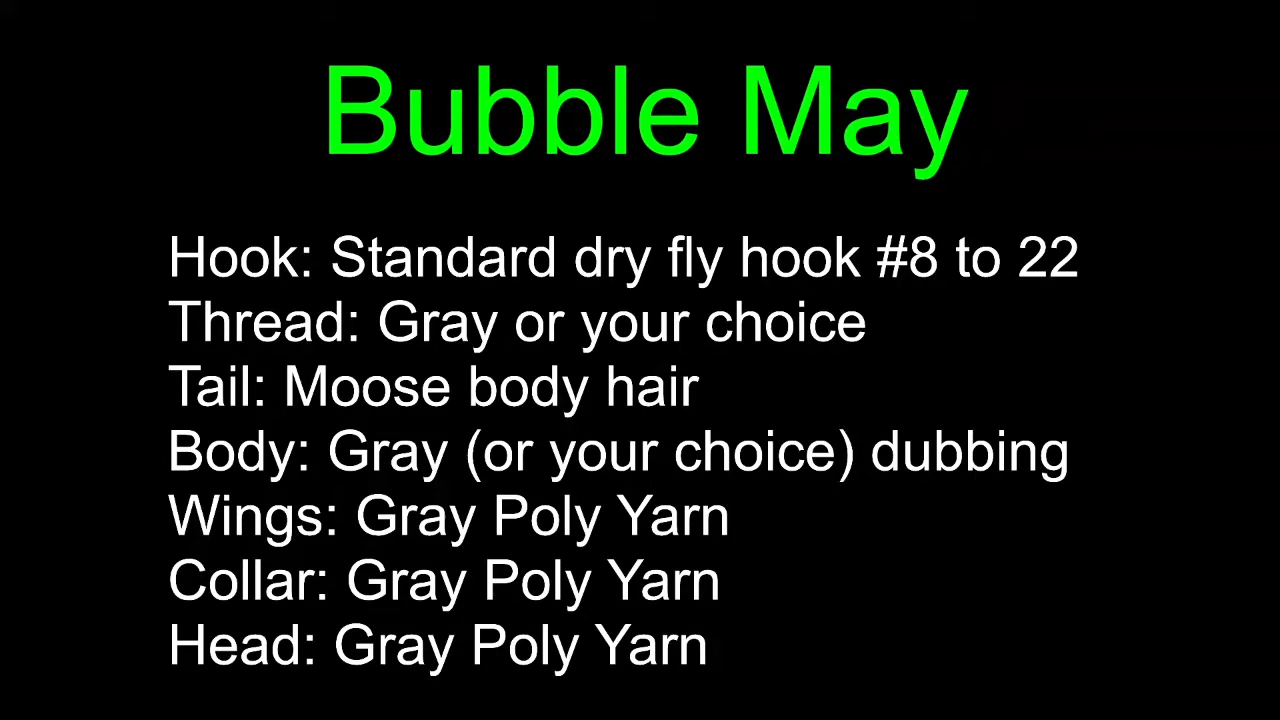 Bubble May
Hook: Standard dry fly hook #8 to 22
Thread: Gray or your choice
Tail: Moose body hair
Body: Gray (or your choice) dubbing
Wings: Gray Poly Yarn
Collar: Gray Poly Yarn
Head: Gray Poly Yarn